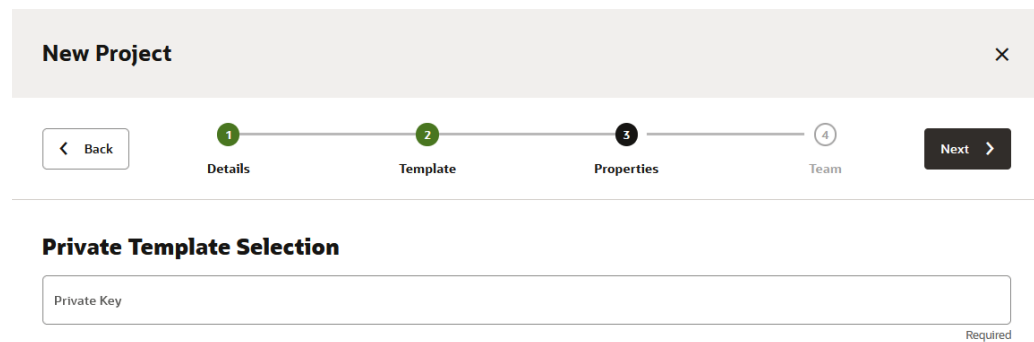 New Project
Back
1
2
3
4
Next
Details
Template
Properties
Team
Private Template Selection
Private Key
Required